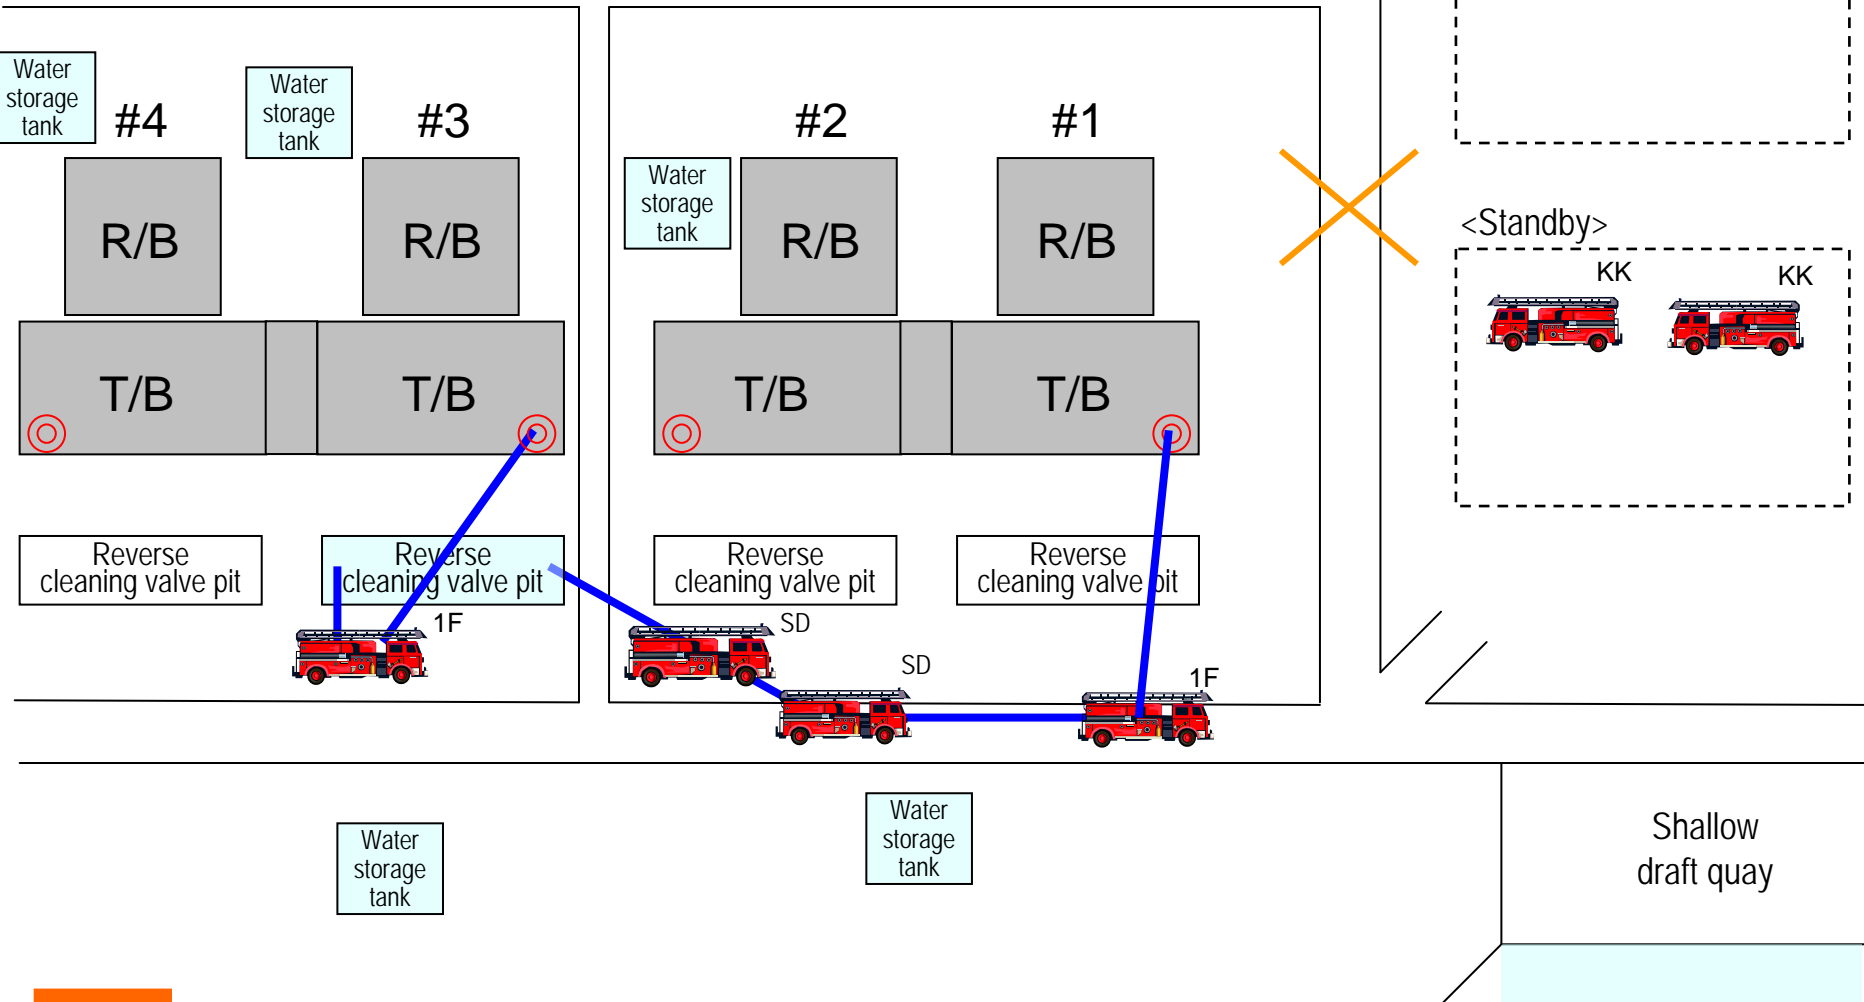 Water
storage
tank
#4
Water
storage
tank
#3
Water
storage
tank
#2
#1
R/B
R/B
R/B
R/B
<Standby>
KK
KK
T/B
T/B
T/B
T/B
Reverse
cleaning valve pit
Reverse
cleaning valve pit
Reverse
cleaning valve pit
Reverse
cleaning valve pit
1F
SD
SD
1F
Water
storage
tank
Water
storage
tank
Shallow
draft quay